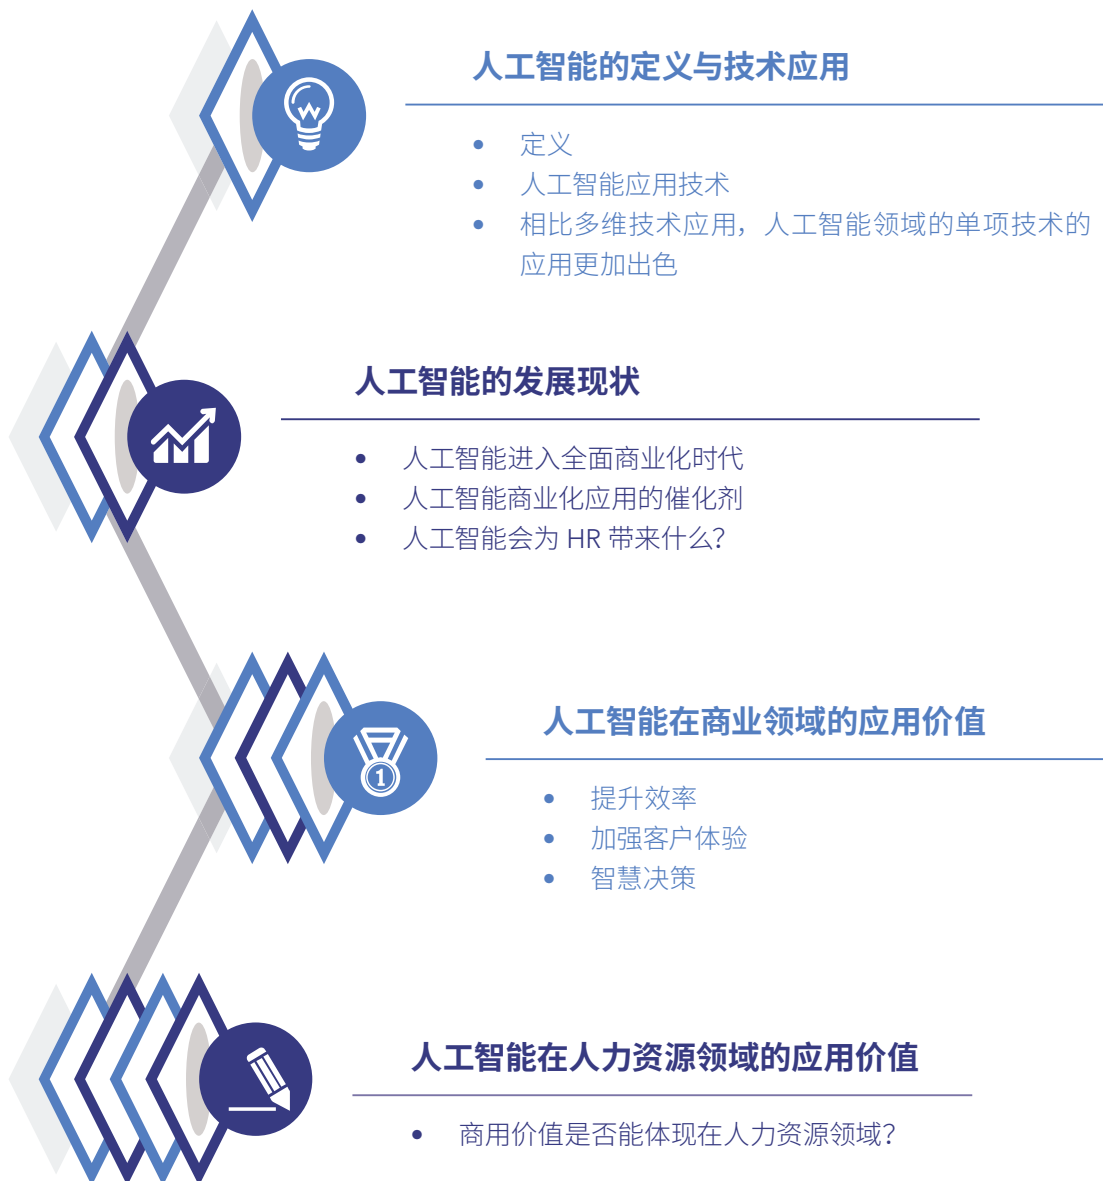 人工智能的定义与技术应用
• 定义
• 人工智能应用技术
• 相比多维技术应用，人工智能领域的单项技术的
应用更加出色
人工智能的发展现状
• 人工智能进入全面商业化时代
• 人工智能商业化应用的催化剂
• 人工智能会为 HR 带来什么？
1
人工智能在商业领域的应用价值
• 提升效率
• 加强客户体验
• 智慧决策
人工智能在人力资源领域的应用价值
• 商用价值是否能体现在人力资源领域？